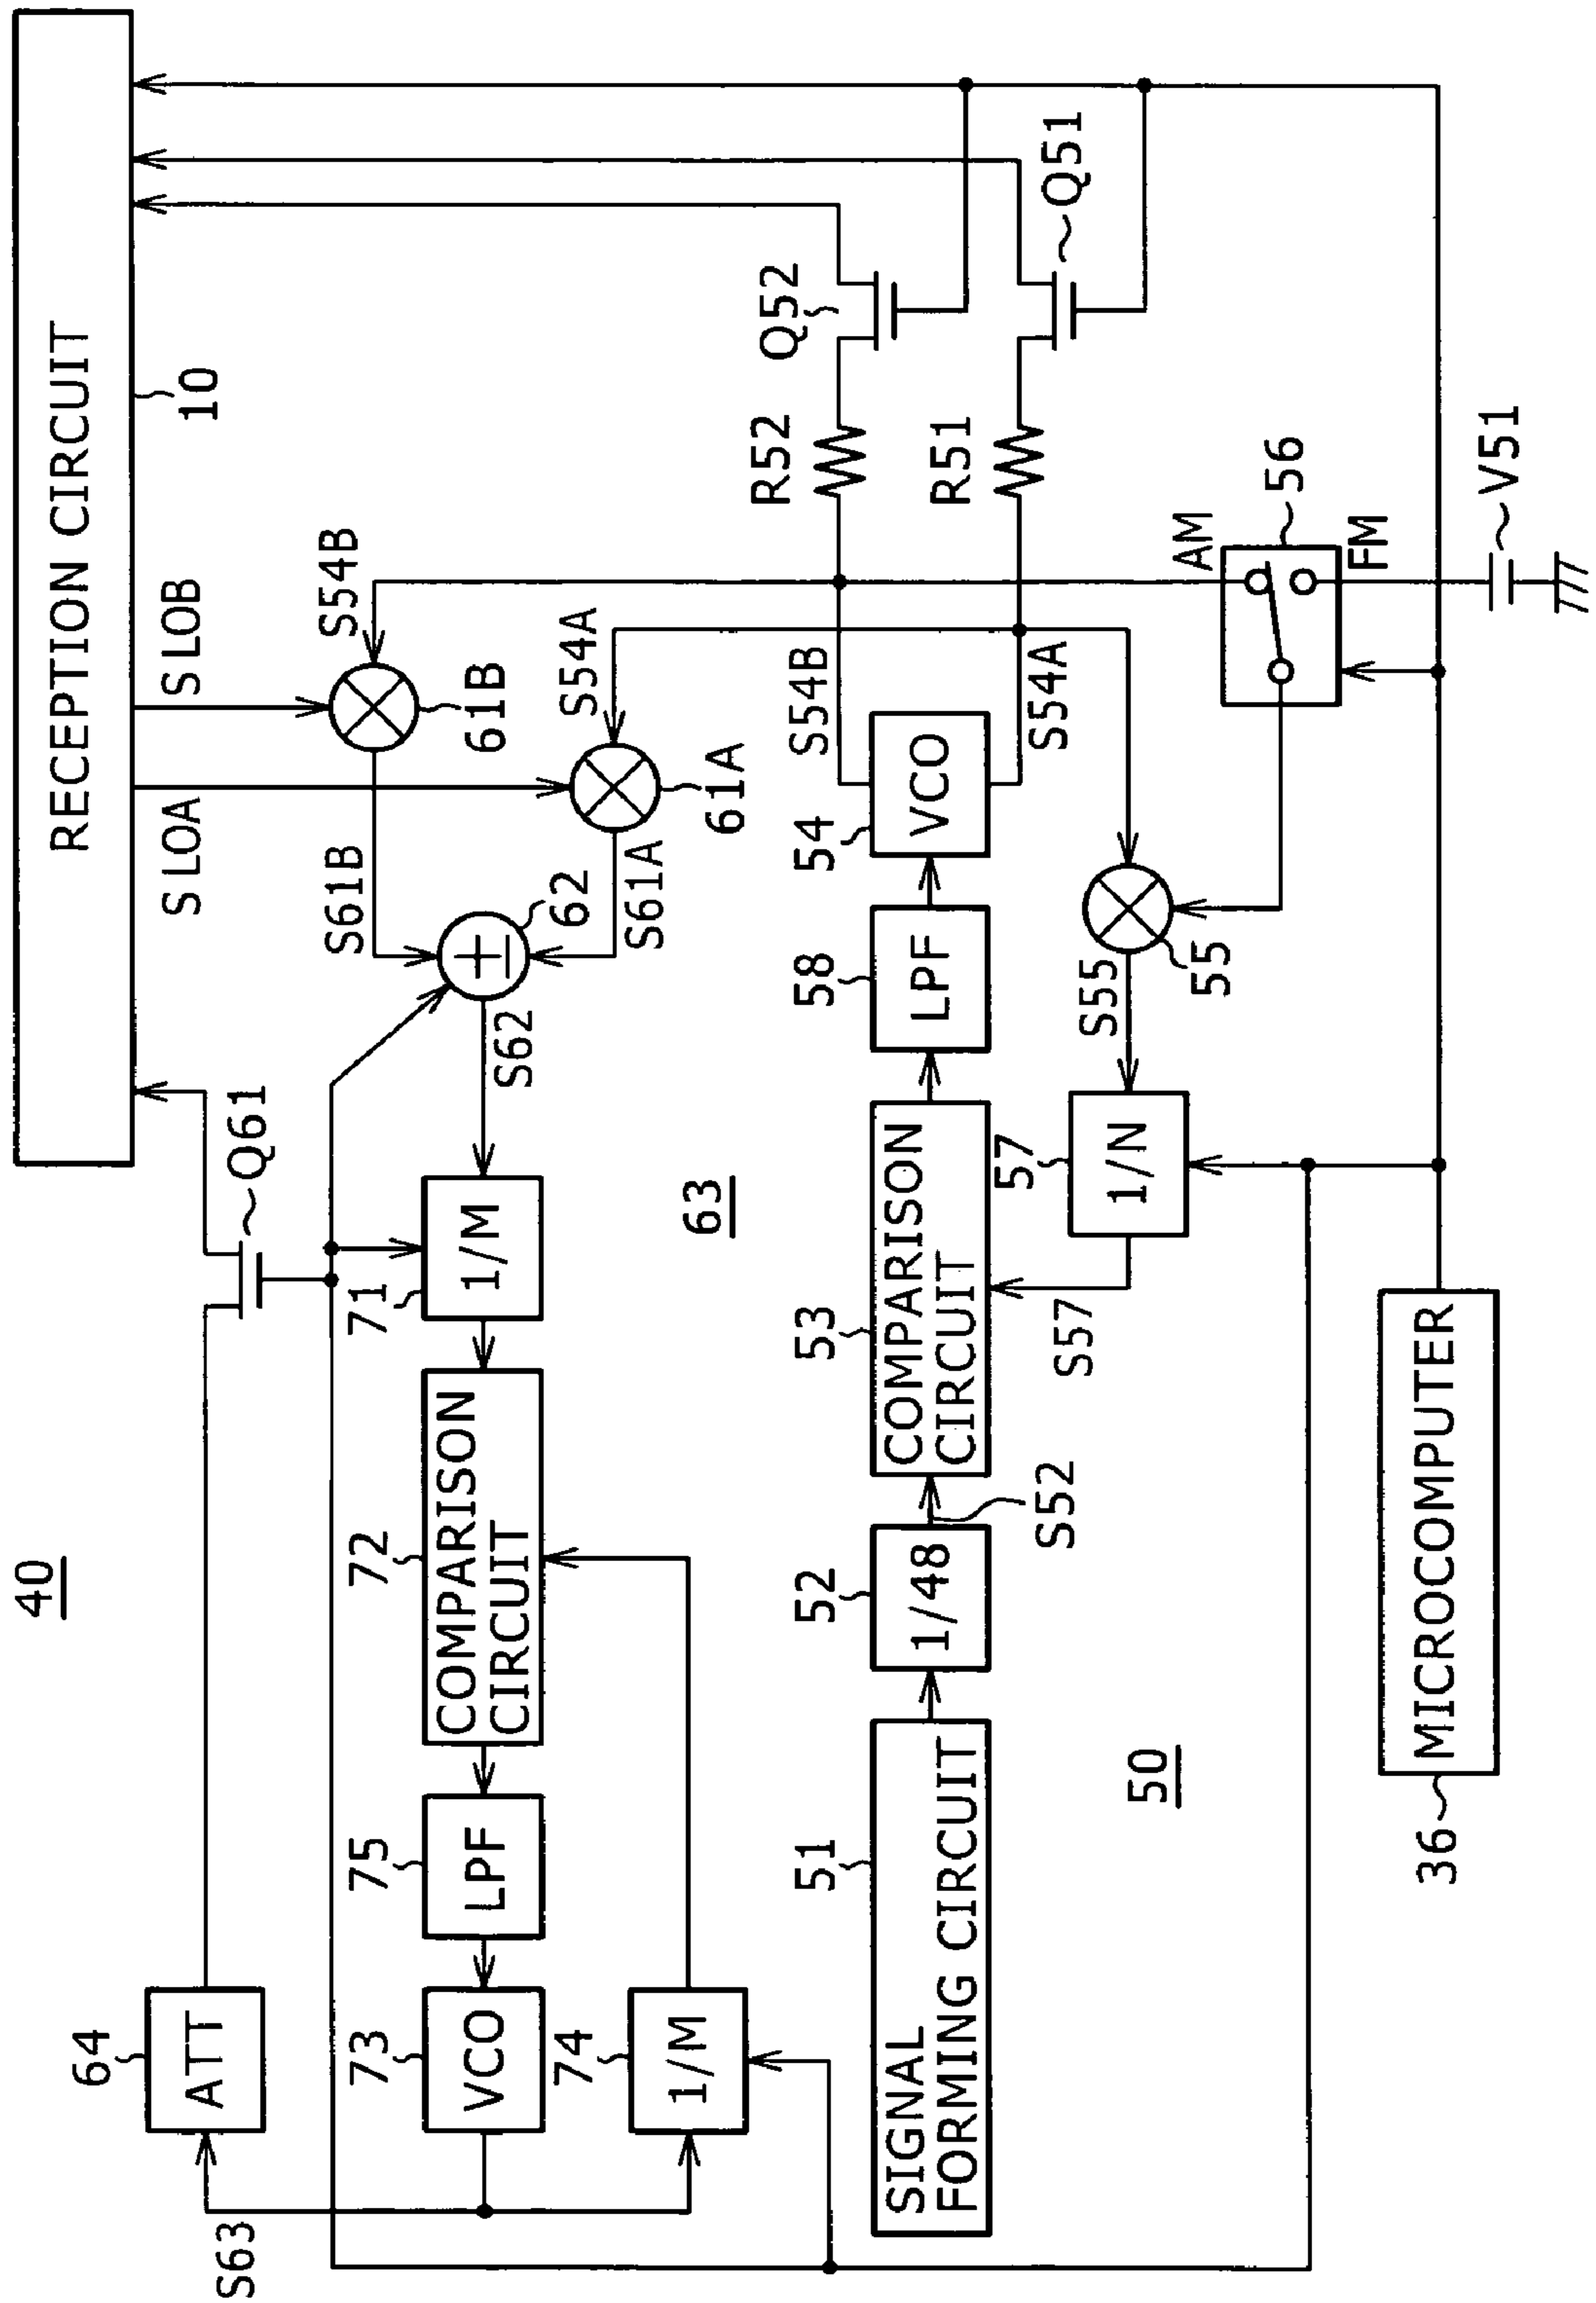 40
RECEPTION CIRCUIT
10
64
ATT
Q61
S LOA
S LOB
S63
75
73
VCO
LPF
72
COMPARISON
CIRCUIT
71
1/M
S62
62
S61B
S61A
61B
S54B
61A
S54A
74
1/M
63
51
SIGNAL
FORMING CIRCUIT
52
1/48
S52
53
COMPARISON
CIRCUIT
58
LPF
54
VCO
S54B
S54A
R52
Q52
R51
Q51
50
S57
57
1/N
S55
55
AM
56
FM
V51
36
MICROCOMPUTER